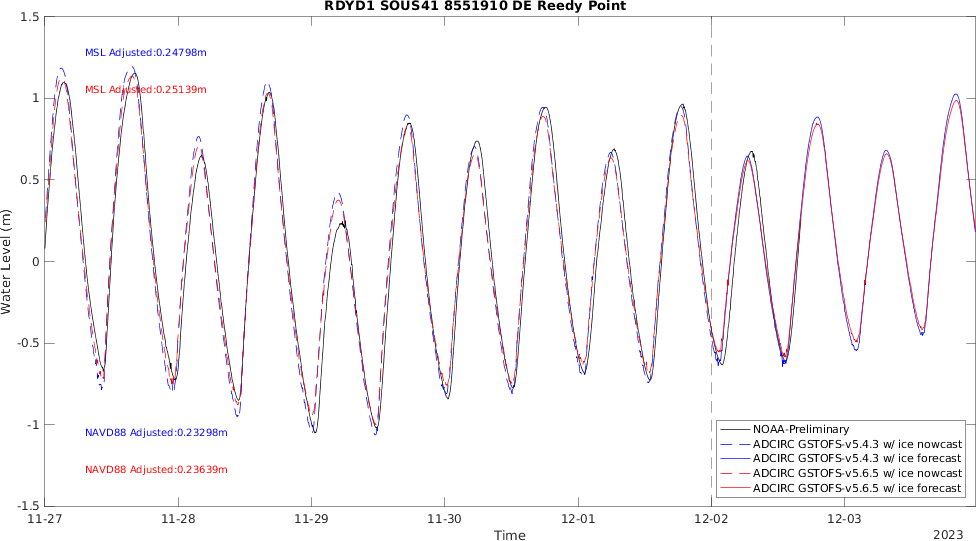 RDYD1 SOUS41 8551910 DE Reedy Point
1.5
1
0.5
0
-0.5
-1
-1.5
Water Level (m)
MSL Adjusted:0.24798m
MSL Adjusted:0.25139m
NAVD88 Adjusted:0.23298m
NAVD88 Adjusted:0.23639m
NOAA-Preliminary
ADCIRC GSTOFS-v5.4.3 w/ ice nowcast
ADCIRC GSTOFS-v5.4.3 w/ ice forecast
ADCIRC GSTOFS-v5.6.5 w/ ice nowcast
ADCIRC GSTOFS-v5.6.5 w/ ice forecast
11-27 11-28 11-29 11-30 12-01 12-02 12-03
Time
2023